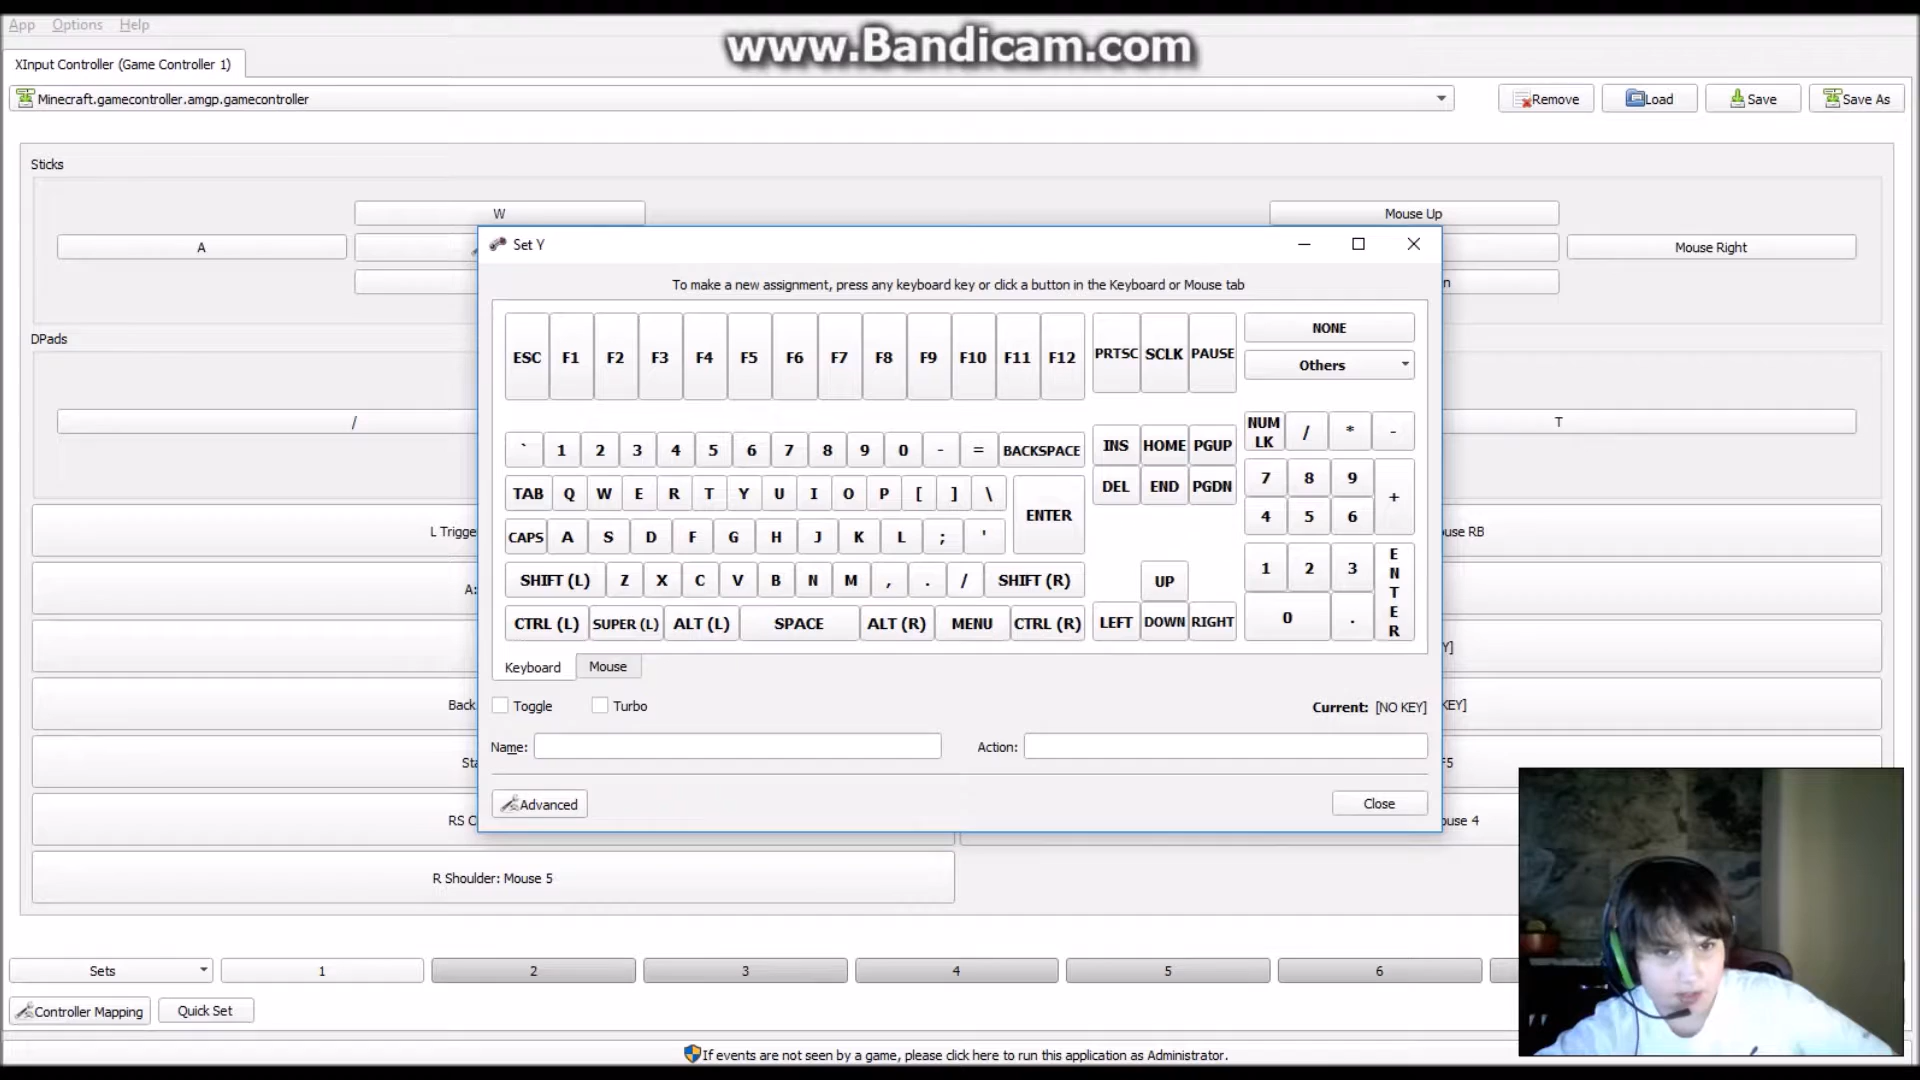 App Options Help
www.Bandicam.com
XInput Controller (Game Controller 1)
Minecraft.gamecontroller.amgp.gamecontroller
Remove Load Save Save As
Sticks
W Mouse Up
A Mouse Right
n
Set Y
To make a new assignment, press any keyboard key or click a button in the Keyboard or Mouse tab
DPads
/ T
ESC F1 F2 F3 F4 F5 F6 F7 F8 F9 F10 F11 F12 PRTSC SCLK PAUSE NONE
Others
` 1 2 3 4 5 6 7 8 9 0 - = BACKSPACE INS HOME PGUP NUM LK / * -
TAB Q W E R T Y U I O P [ ] \ ENTER DEL END PGDN 7 8 9 +
CAPS A S D F G H J K L ; ' 4 5 6
SHIFT (L) Z X C V B N M , . / SHIFT (R) UP 1 2 3 ENTER
CTRL (L) SUPER (L) ALT (L) SPACE ALT (R) MENU CTRL (R) LEFT DOWN RIGHT 0 .
L Trigge ouse RB
A:
Y]
Keyboard Mouse
Toggle Turbo Current: [NO KEY]
Back KEY]
Name: Action:
Sta F5
Advanced Close
RS C ouse 4
R Shoulder: Mouse 5
Sets 1 2 3 4 5 6
Controller Mapping Quick Set
If events are not seen by a game, please click here to run this application as Administrator.